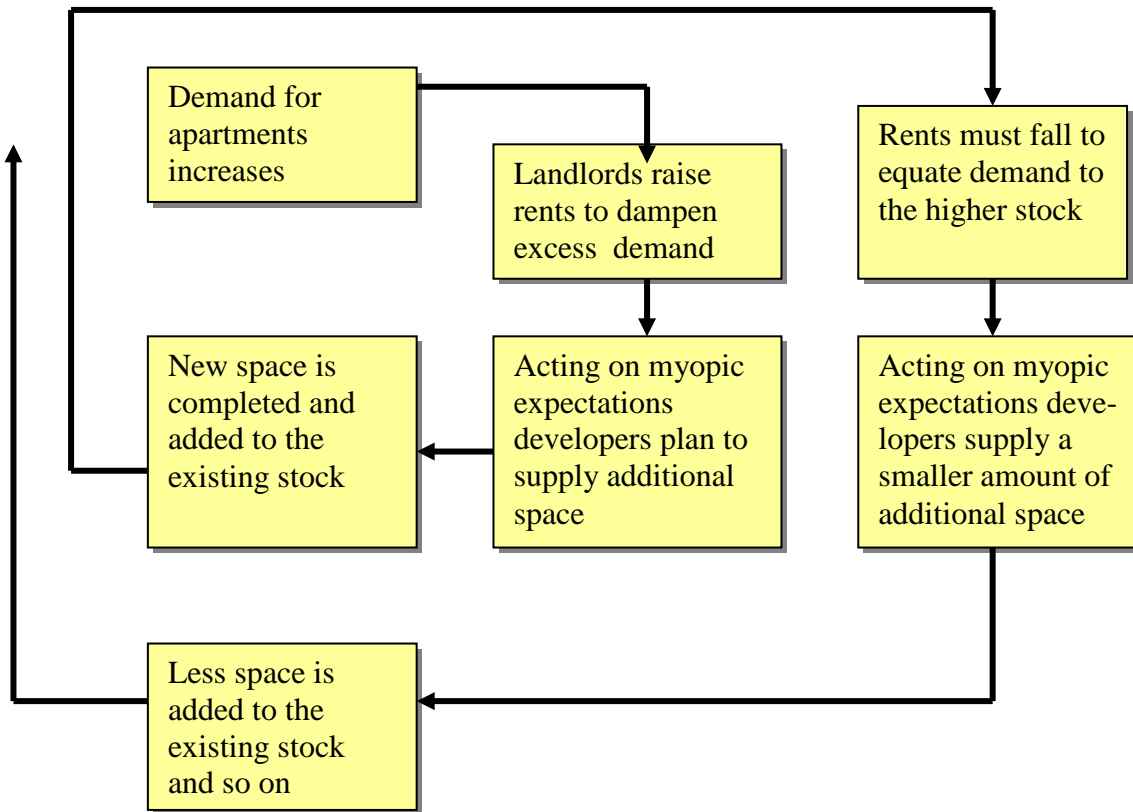 Demand for
apartments
increases
Landlords raise
rents to dampen
excess demand
Rents must fall to
equate demand to
the higher stock
New space is
completed and
added to the
existing stock
Acting on myopic
expectations
developers plan to
supply additional
space
Acting on myopic
expectations deve-
lopers supply a
smaller amount of
additional space
Less space is
added to the
existing stock
and so on